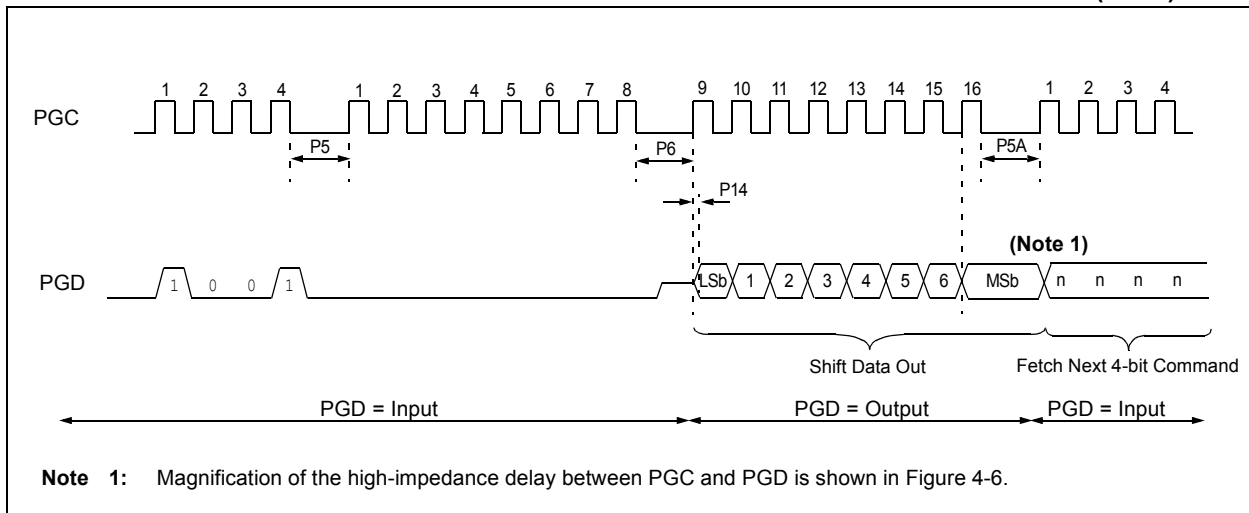 1 2 3 4 1 2 3 4 5 6 7 8 9 10 11 12 13 14 15 16 1 2 3 4
PGC
P5 P6 P5A
P14
(Note 1)
PGD 1 0 0 1 LSb 1 2 3 4 5 6 MSb n n n n
Shift Data Out Fetch Next 4-bit Command
PGD = Input PGD = Output PGD = Input
Note 1: Magnification of the high-impedance delay between PGC and PGD is shown in Figure 4-6.